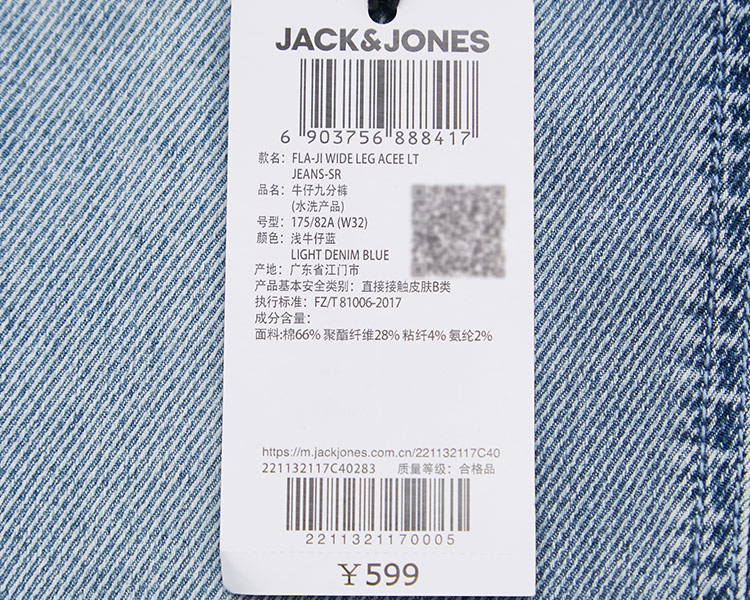 JACK&JONES
6 903756 888417
款名: FLA-JI WIDE LEG ACEE LT
JEANS-SR
品名: 牛仔九分裤
(水洗产品)
号型: 175/82A (W32)
颜色: 浅牛仔蓝
LIGHT DENIM BLUE
产地: 广东省江门市
产品基本安全类别: 直接接触皮肤B类
执行标准: FZ/T 81006-2017
成分含量:
面料:棉66% 聚酯纤维28% 粘纤4% 氨纶2%
https://m.jackjones.com.cn/221132117C40
221132117C40283 质量等级: 合格品
2211321170005
¥599